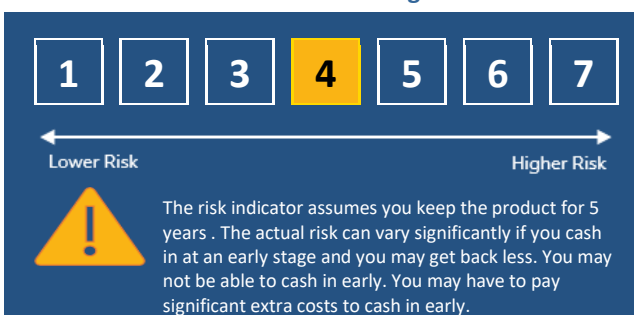 1 2 3 4 5 6 7
Lower Risk Higher Risk
!
The risk indicator assumes you keep the product for 5
years . The actual risk can vary significantly if you cash
in at an early stage and you may get back less. You may
not be able to cash in early. You may have to pay
significant extra costs to cash in early.